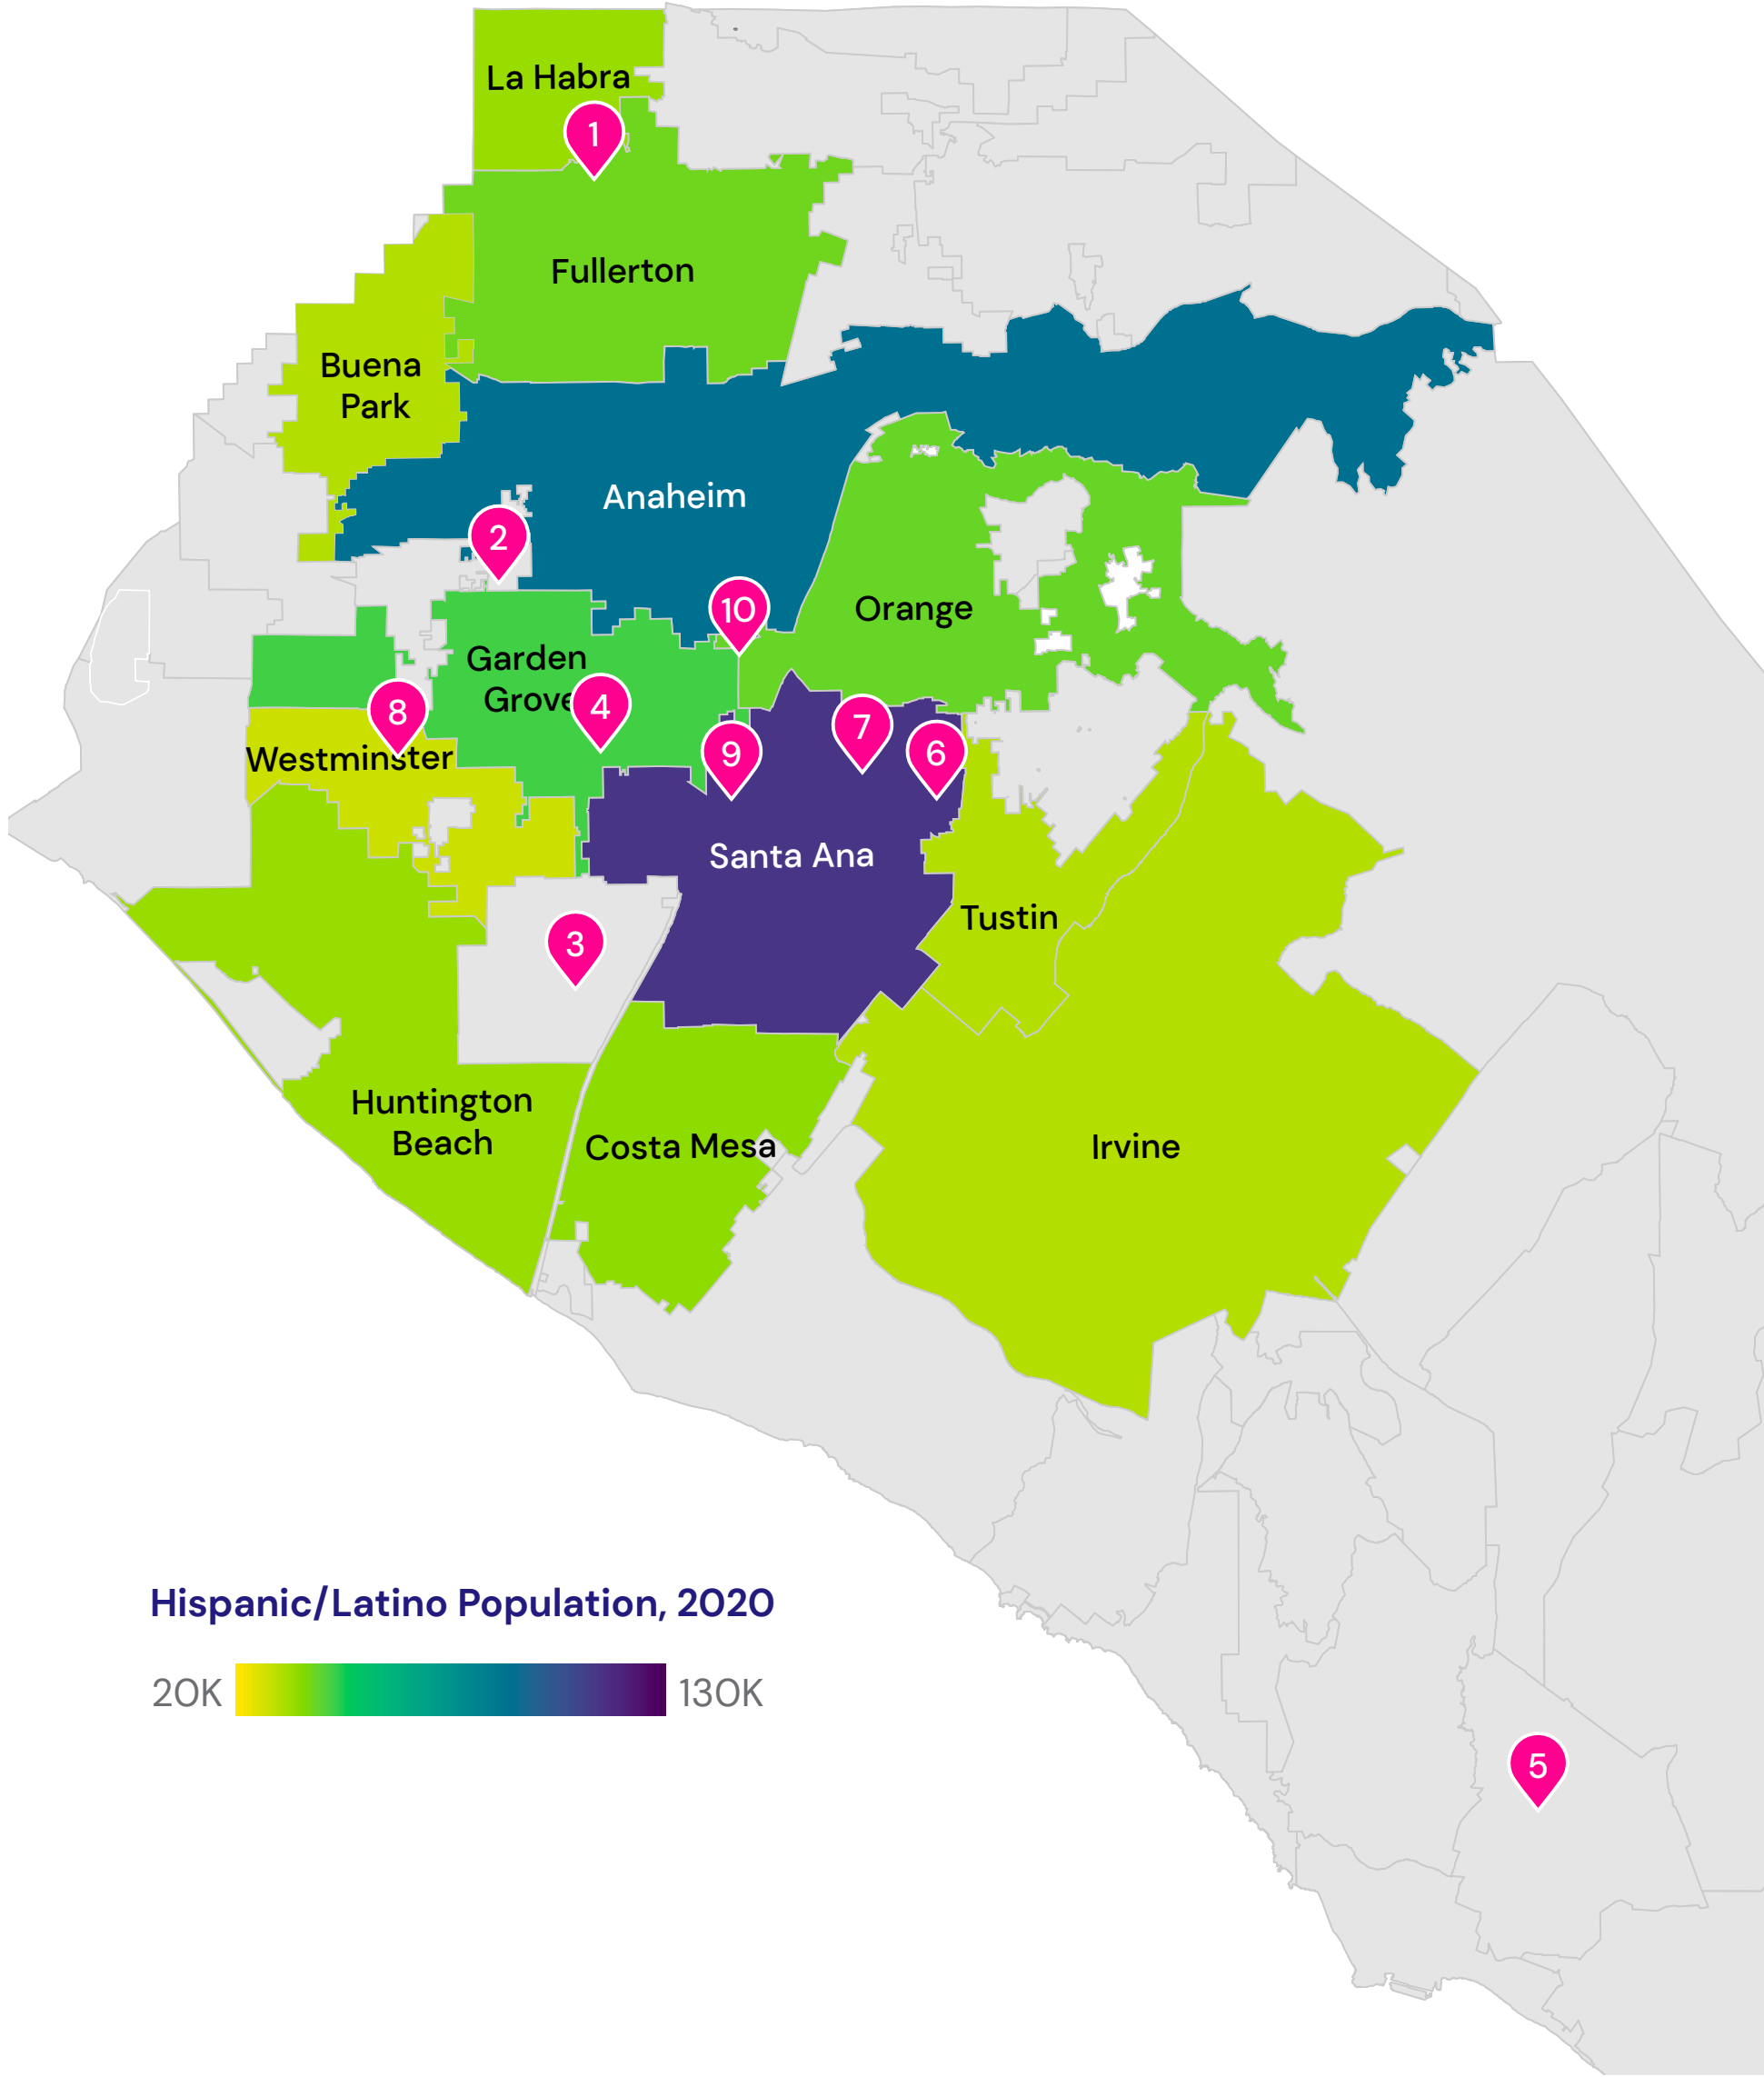 La Habra
1
Fullerton
Buena
Park
Anaheim
2
10
Orange
Garden
Grove
4
8
7
9
6
Westminster
Santa Ana
Tustin
3
Huntington
Beach
Costa Mesa
Irvine
Hispanic/Latino Population, 2020
20K 130K
5